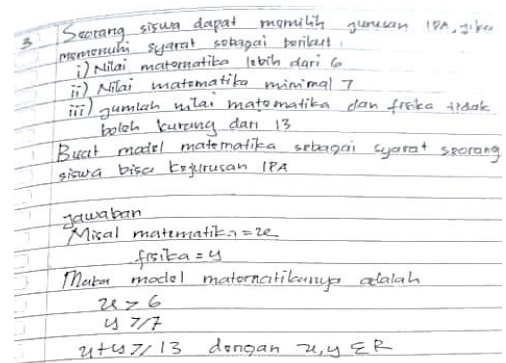 3 Seorang siswa dapat memilih jurusan IPA, jika
memenuhi syarat sebagai berikut.
i) Nilai matematika lebih dari 6
ii) Nilai matematika minimal 7
iii) jumlah nilai matematika dan fisika tidak
boleh kurang dari 13
Buat model matematika sebagai syarat seorang
siswa bisa kejurusan IPA
Jawaban
Misal matematika = x
fisika = y
Maka model matematikanya adalah
x > 6
y ≥ 7
x + y ≥ 13 dengan x, y ∈ R